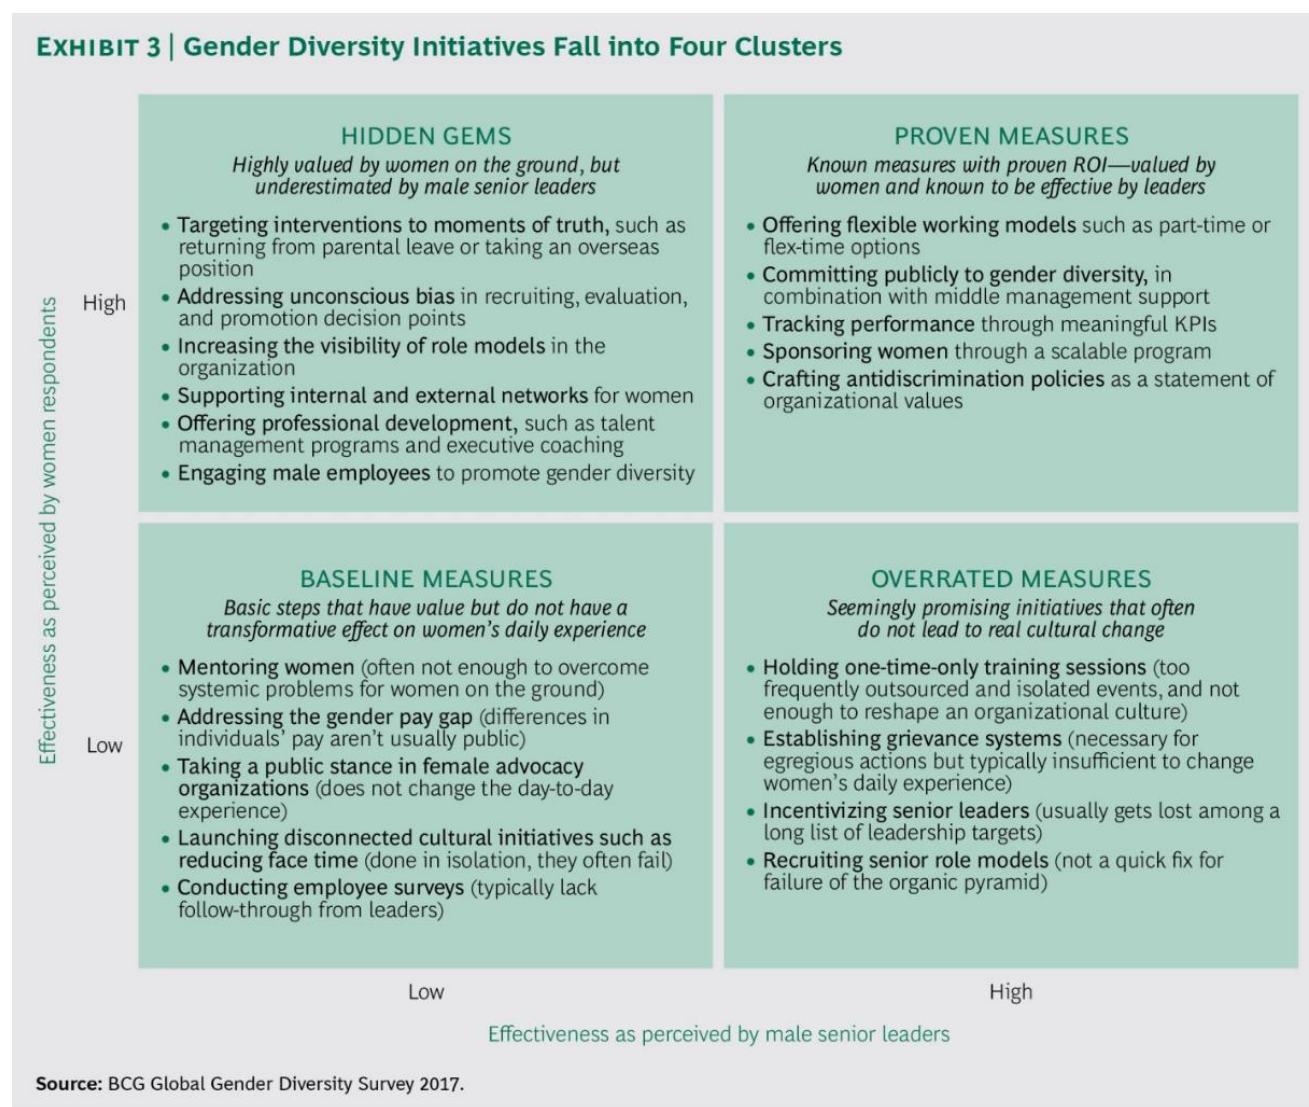 EXHIBIT 3 | Gender Diversity Initiatives Fall into Four Clusters
HIDDEN GEMS
Highly valued by women on the ground, but
underestimated by male senior leaders
• Targeting interventions to moments of truth, such as
returning from parental leave or taking an overseas
position
• Addressing unconscious bias in recruiting, evaluation,
and promotion decision points
• Increasing the visibility of role models in the
organization
• Supporting internal and external networks for women
• Offering professional development, such as talent
management programs and executive coaching
• Engaging male employees to promote gender diversity
PROVEN MEASURES
Known measures with proven ROI—valued by
women and known to be effective by leaders
• Offering flexible working models such as part-time or
flex-time options
• Committing publicly to gender diversity, in
combination with middle management support
• Tracking performance through meaningful KPIs
• Sponsoring women through a scalable program
• Crafting antidiscrimination policies as a statement of
organizational values
High
Effectiveness as perceived by women respondents
Low
BASELINE MEASURES
Basic steps that have value but do not have a
transformative effect on women's daily experience
• Mentoring women (often not enough to overcome
systemic problems for women on the ground)
• Addressing the gender pay gap (differences in
individuals' pay aren't usually public)
• Taking a public stance in female advocacy
organizations (does not change the day-to-day
experience)
• Launching disconnected cultural initiatives such as
reducing face time (done in isolation, they often fail)
• Conducting employee surveys (typically lack
follow-through from leaders)
OVERRATED MEASURES
Seemingly promising initiatives that often
do not lead to real cultural change
• Holding one-time-only training sessions (too
frequently outsourced and isolated events, and not
enough to reshape an organizational culture)
• Establishing grievance systems (necessary for
egregious actions but typically insufficient to change
women's daily experience)
• Incentivizing senior leaders (usually gets lost among a
long list of leadership targets)
• Recruiting senior role models (not a quick fix for
failure of the organic pyramid)
Low
High
Effectiveness as perceived by male senior leaders
Source: BCG Global Gender Diversity Survey 2017.